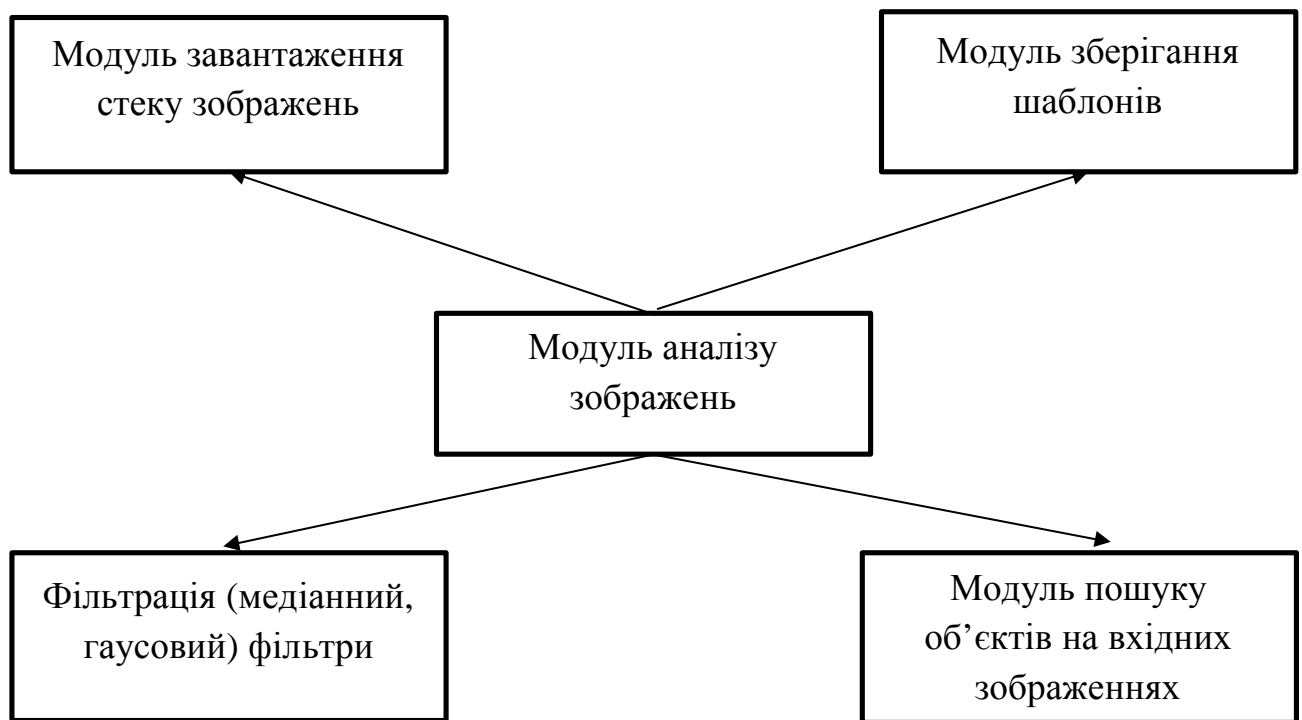 Модуль завантаження
стеку зображень
Модуль зберігання
шаблонів
Модуль аналізу
зображень
Фільтрація (медіанний,
гаусовий) фільтри
Модуль пошуку
об’єктів на вхідних
зображеннях